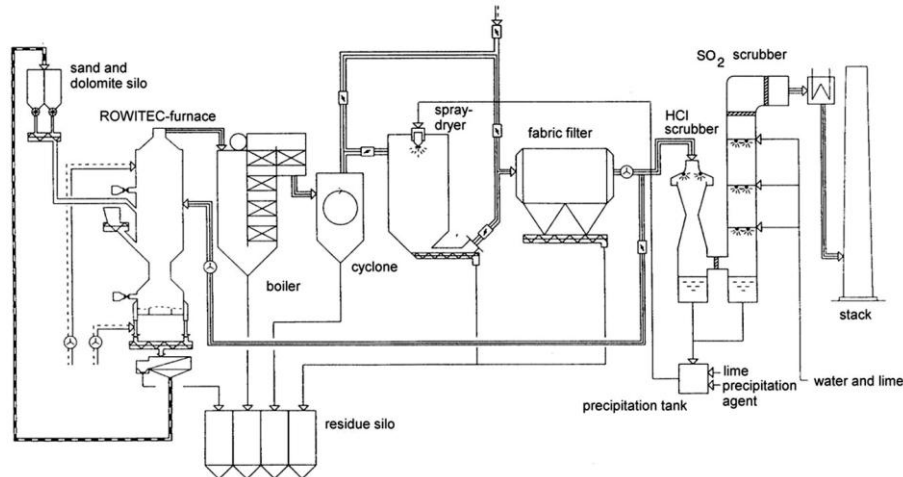 SO2 scrubber
sand and
dolomite silo
ROWITEC-furnace
spray-
dryer
fabric filter
HCl
scrubber
cyclone
boiler
stack
lime
precipitation
agent
water and lime
precipitation tank
residue silo